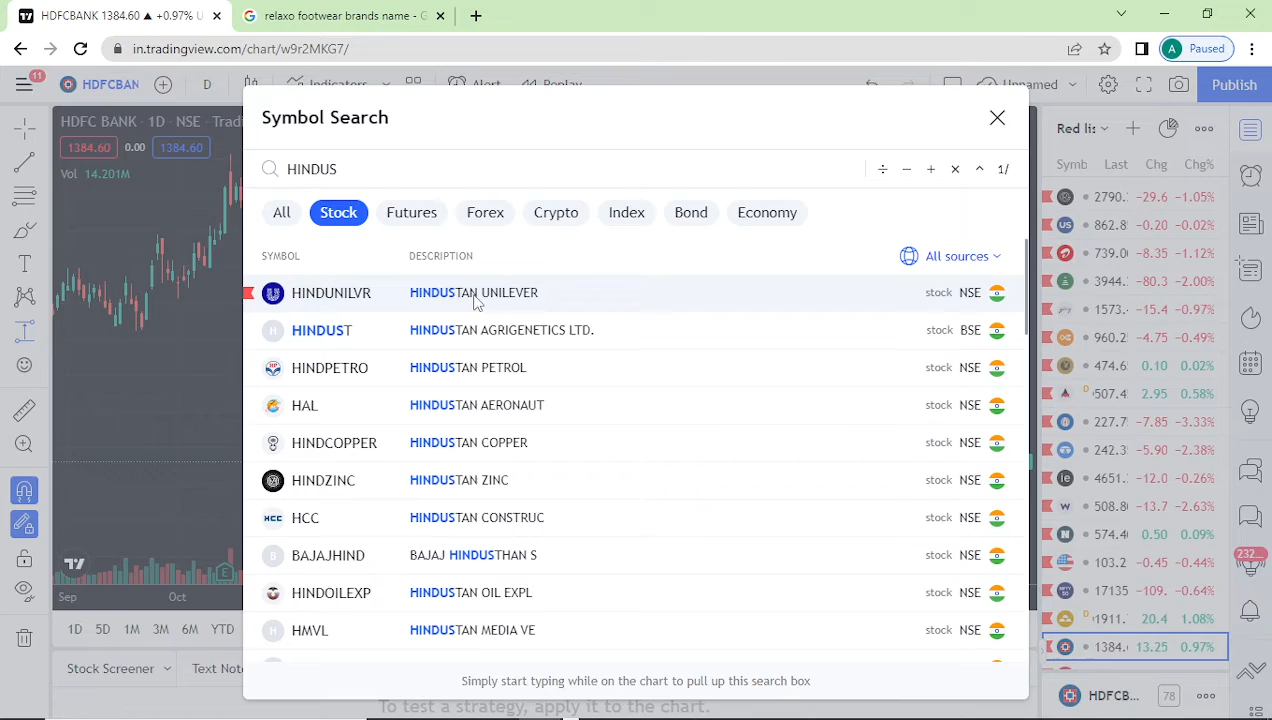 HDFCBANK 1384.60 ▲ +0.97% U
relaxo footwear brands name - G
in.tradingview.com/chart/w9r2MKG7/
A Paused
11
HDFCBAN
D
Indicators
Alert
Replay
Unnamed
Publish
HDFC BANK · 1D · NSE · Tradi
1384.60 0.00 1384.60
Vol 14.201M
Symbol Search
HINDUS
÷ − + × ^ 1/
All Stock Futures Forex Crypto Index Bond Economy
SYMBOL DESCRIPTION All sources
HINDUNILVR HINDUSTAN UNILEVER stock NSE
HINDUST HINDUSTAN AGRIGENETICS LTD. stock BSE
HINDPETRO HINDUSTAN PETROL stock NSE
HAL HINDUSTAN AERONAUT stock NSE
HINDCOPPER HINDUSTAN COPPER stock NSE
HINDZINC HINDUSTAN ZINC stock NSE
HCC HCC HINDUSTAN CONSTRUC stock NSE
B BAJAJHIND BAJAJ HINDUSTHAN S stock NSE
HINDOILEXP HINDUSTAN OIL EXPL stock NSE
H HMVL HINDUSTAN MEDIA VE stock NSE
Simply start typing while on the chart to pull up this search box
Sep Oct
1D 5D 1M 3M 6M YTD
Stock Screener Text Not
To test a strategy, apply it to the chart.
Red li
Symb Last Chg Chg%
2790. −29.6 −1.05%
862.8 −0.20 −0.02%
739.0 −8.35 −1.12%
3944. −2.80 −0.30%
1573. −15.4 −0.97%
960.2 −4.75 −0.49%
474.6 0.10 0.02%
D 507.4 2.95 0.58%
227.7 −7.85 −3.33%
242.3 −5.90 −2.38%
4651. −12.0 −0.26%
508.8 −13.7 −2.63%
574.4 0.50 0.09%
103.2 −0.45 −0.44%
17135 −109. −0.64%
D 1911. 20.4 1.08%
1384. 13.25 0.97%
HDFCB... 78
232